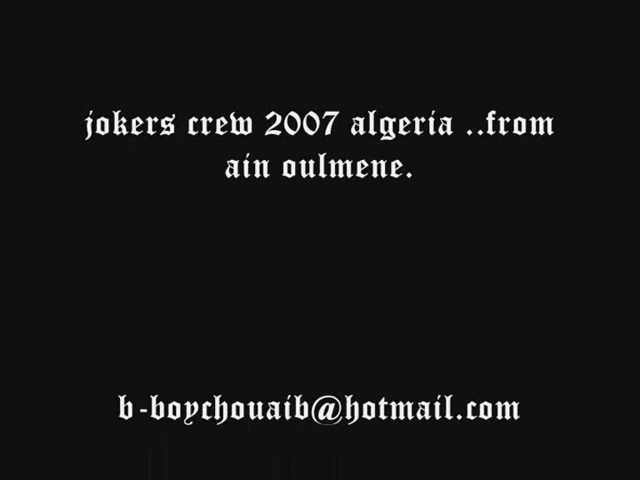 jokers crew 2007 algeria ..from
ain oulmene.
b-boychouaib@hotmail.com